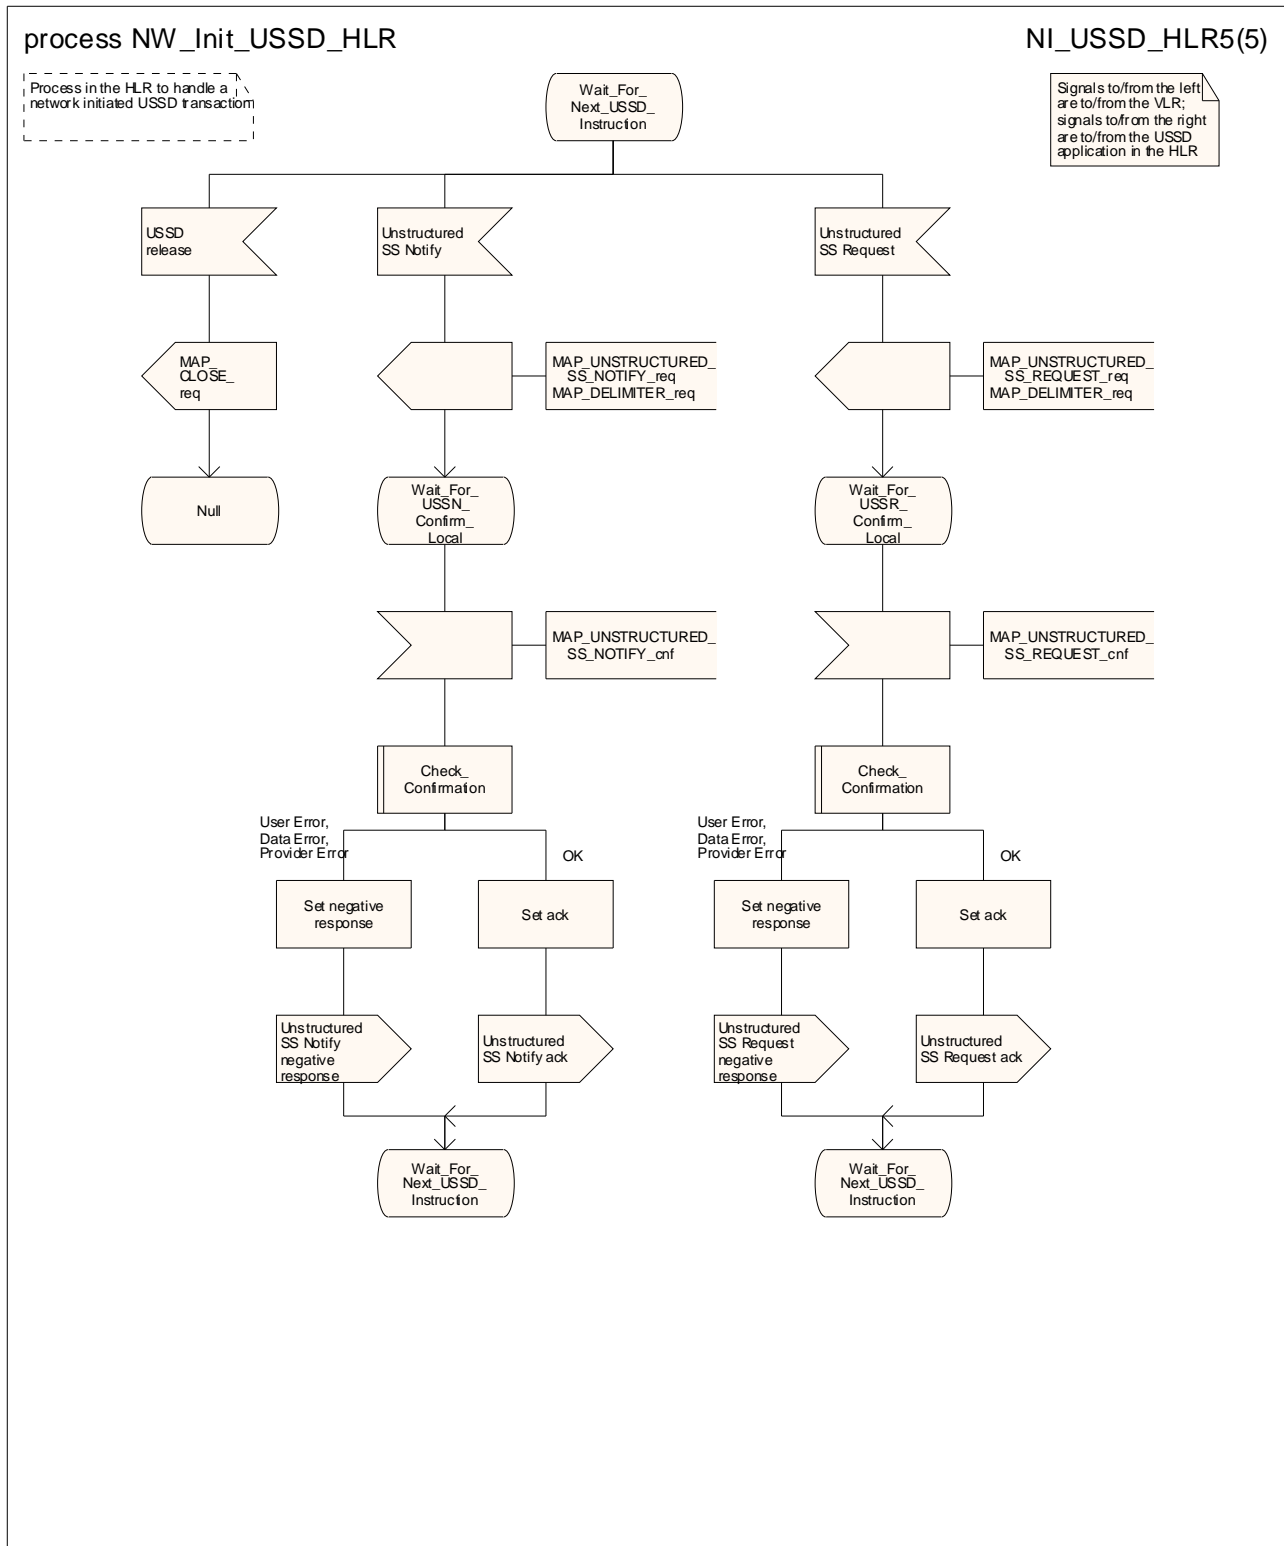 process NW_Init_USSD_HLR
NI_USSD_HLR5(5)
Process in the HLR to handle a
network initiated USSD transaction
Wait_For_
Next_USSD_
Instruction
Signals to/from the left
are to/from the VLR;
signals to/from the right
are to/from the USSD
application in the HLR
USSD
release
Unstructured
SS Notify
Unstructured
SS Request
MAP_
CLOSE_
req
MAP_UNSTRUCTURED_
SS_NOTIFY_req
MAP_DELIMITER_req
MAP_UNSTRUCTURED_
SS_REQUEST_req
MAP_DELIMITER_req
Null
Wait_For_
USSN_
Confirm_
Local
Wait_For_
USSR_
Confirm_
Local
MAP_UNSTRUCTURED_
SS_NOTIFY_cnf
MAP_UNSTRUCTURED_
SS_REQUEST_cnf
Check_
Confirmation
Check_
Confirmation
User Error,
Data Error,
Provider Error
OK
User Error,
Data Error,
Provider Error
OK
Set negative
response
Set ack
Set negative
response
Set ack
Unstructured
SS Notify
negative
response
Unstructured
SS Notify ack
Unstructured
SS Request
negative
response
Unstructured
SS Request ack
Wait_For_
Next_USSD_
Instruction
Wait_For_
Next_USSD_
Instruction